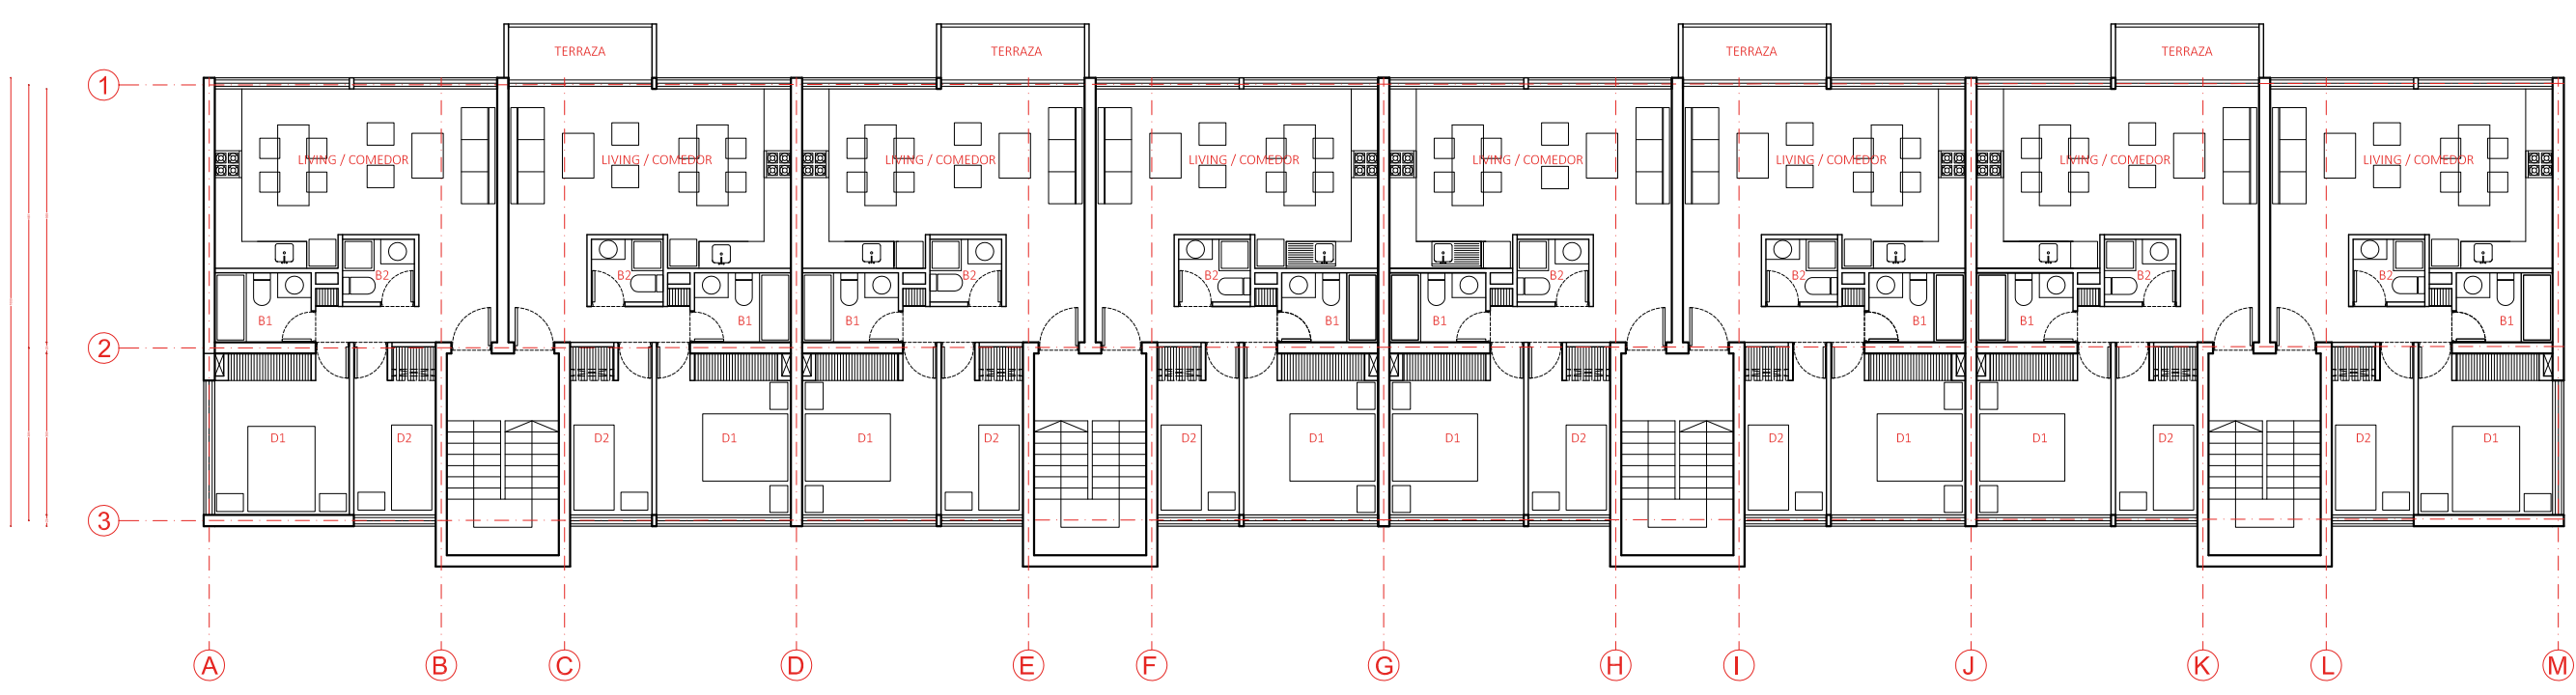 TERRAZA TERRAZA TERRAZA TERRAZA
1
LIVING / COMEDOR LIVING / COMEDOR LIVING / COMEDOR LIVING / COMEDOR LIVING / COMEDOR LIVING / COMEDOR LIVING / COMEDOR LIVING / COMEDOR
B2 B2 B2 B2 B2 B2 B2 B2
B1 B1 B1 B1 B1 B1 B1 B1
2
D1 D2 D2 D1 D1 D2 D2 D1 D1 D2 D2 D1 D1 D2 D2 D1
3
A B C D E F G H I J K L M